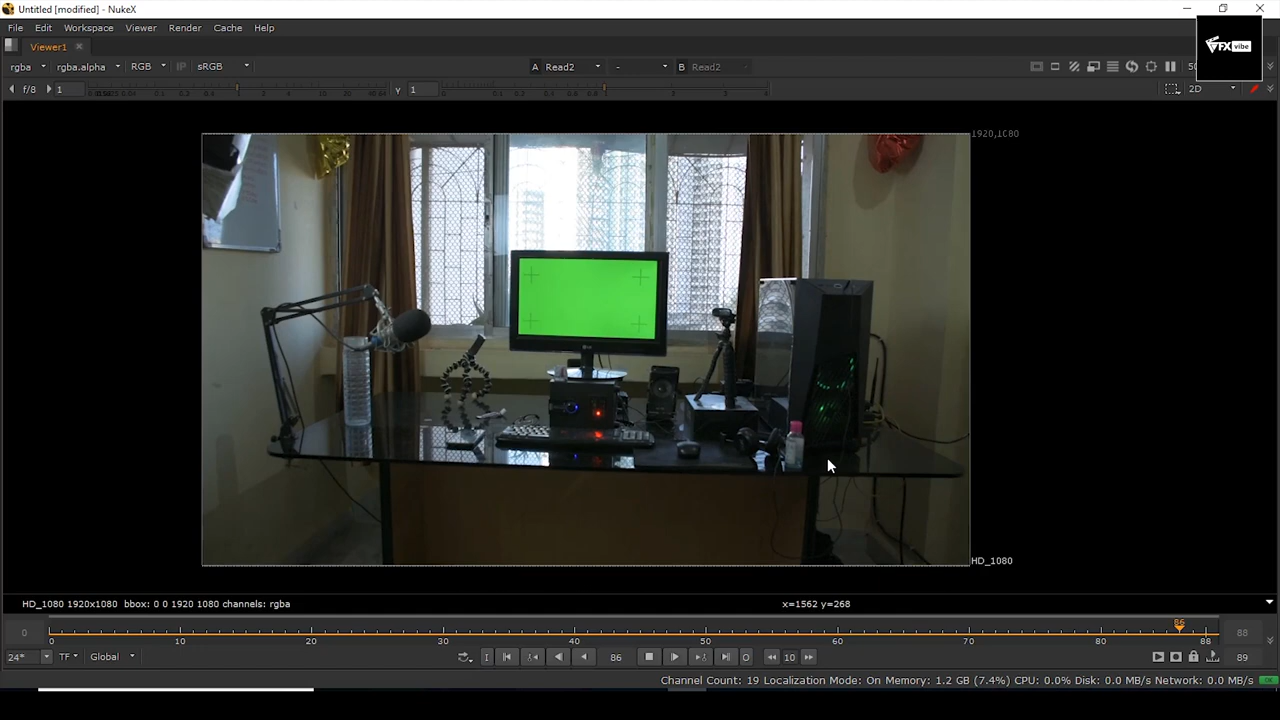 Untitled [modified] - NukeX
File Edit Workspace Viewer Render Cache Help
VFX vibe
Viewer1
rgba rgba.alpha RGB IP sRGB A Read2 - B Read2
f/8 1 Y 1 2D
1920,1080
HD_1080
HD_1080 1920x1080 bbox: 0 0 1920 1080 channels: rgba x=1562 y=268
86
0 0 10 20 30 40 50 60 70 80 88 88
24* TF Global I 86 O 10 89
Channel Count: 19 Localization Mode: On Memory: 1.2 GB (7.4%) CPU: 0.0% Disk: 0.0 MB/s Network: 0.0 MB/s